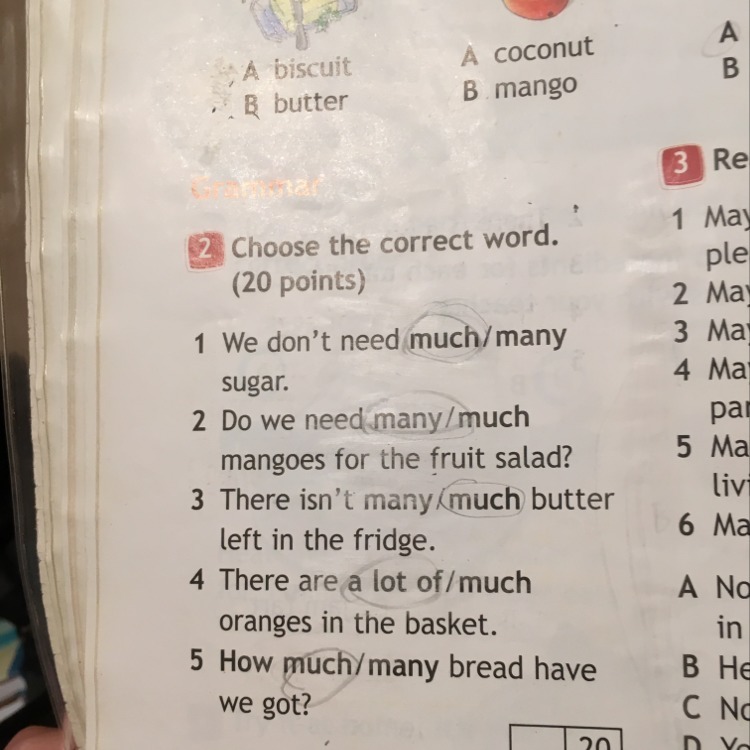 A biscuit
B butter
A coconut
B mango
A
B
Grammar
2 Choose the correct word.
(20 points)
1 We don't need much/many
sugar.
2 Do we need many/much
mangoes for the fruit salad?
3 There isn't many/much butter
left in the fridge.
4 There are a lot of/much
oranges in the basket.
5 How much/many bread have
we got?
20
3 Re
1 May
ple
2 May
3 May
4 Ma
par
5 Ma
livi
6 Ma
A No
in
B He
C No
D Yo